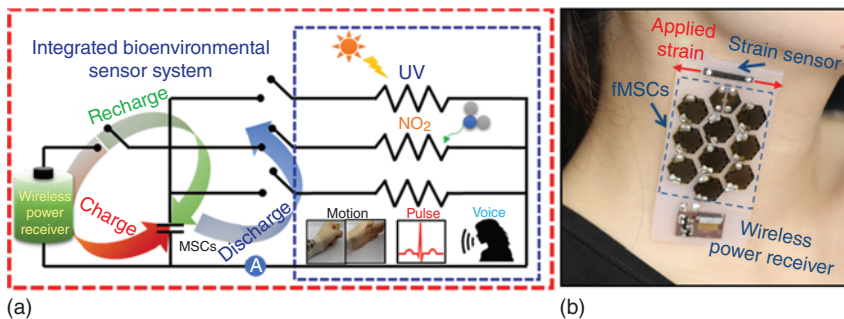 Integrated bioenvironmental
sensor system
Recharge
UV
NO2
Wireless
power
receiver
Charge
MSCs
Discharge
A
Motion
Pulse
Voice
(a)
Applied
strain
Strain sensor
fMSCs
Wireless
power receiver
(b)